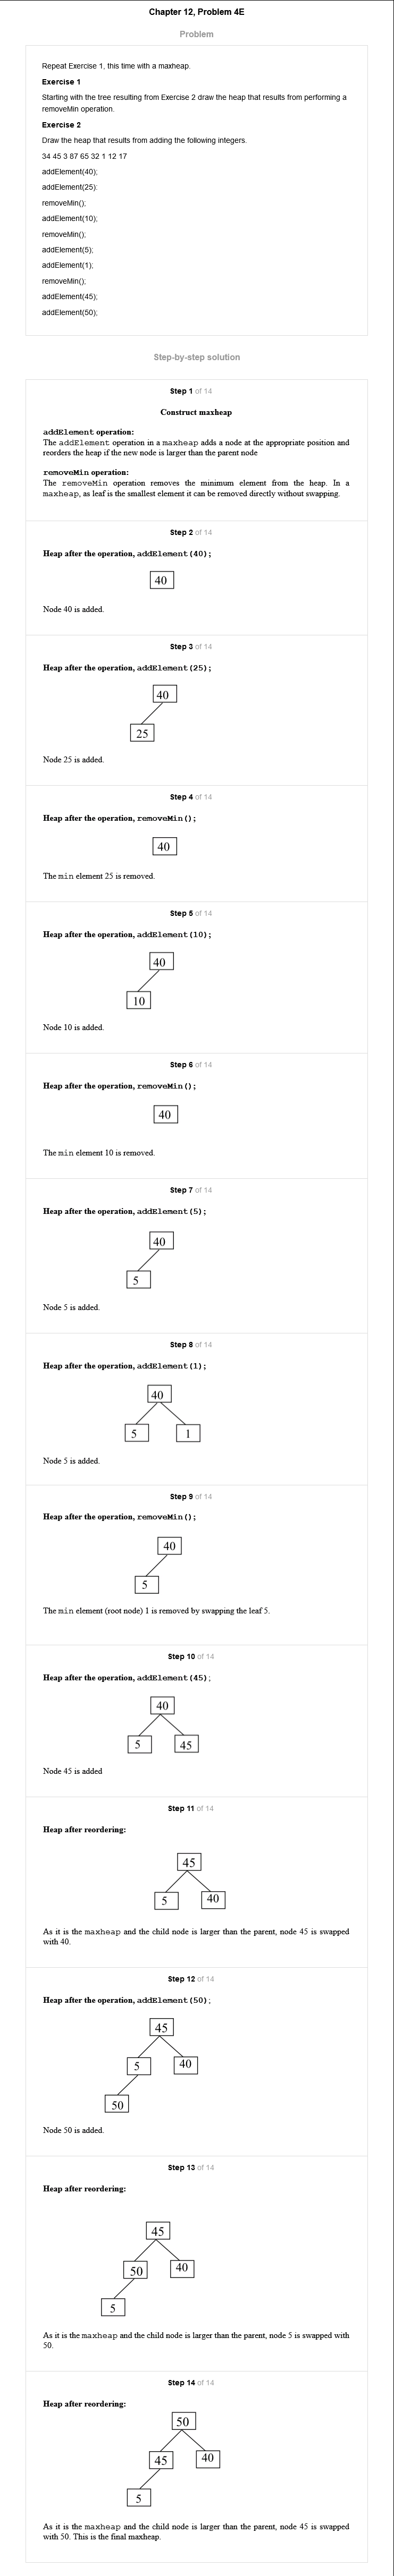 Chapter 12, Problem 4E
Problem
Repeat Exercise 1, this time with a maxheap.
Exercise 1
Starting with the tree resulting from Exercise 2 draw the heap that results from performing a
removeMin operation.
Exercise 2
Draw the heap that results from adding the following integers.
34 45 3 87 65 32 1 12 17
addElement(40);
addElement(25):
removeMin();
addElement(10);
removeMin();
addElement(5);
addElement(1);
removeMin();
addElement(45);
addElement(50);
Step-by-step solution
Step 1 of 14
Construct maxheap
addElement operation:
The addElement operation in a maxheap adds a node at the appropriate position and
reorders the heap if the new node is larger than the parent node
removeMin operation:
The removeMin operation removes the minimum element from the heap. In a
maxheap, as leaf is the smallest element it can be removed directly without swapping.
Step 2 of 14
Heap after the operation, addElement(40);
40
Node 40 is added.
Step 3 of 14
Heap after the operation, addElement(25);
40
25
Node 25 is added.
Step 4 of 14
Heap after the operation, removeMin();
40
The min element 25 is removed.
Step 5 of 14
Heap after the operation, addElement(10);
40
10
Node 10 is added.
Step 6 of 14
Heap after the operation, removeMin();
40
The min element 10 is removed.
Step 7 of 14
Heap after the operation, addElement(5);
40
5
Node 5 is added.
Step 8 of 14
Heap after the operation, addElement(1);
40
5 1
Node 5 is added.
Step 9 of 14
Heap after the operation, removeMin();
40
5
The min element (root node) 1 is removed by swapping the leaf 5.
Step 10 of 14
Heap after the operation, addElement(45);
40
5 45
Node 45 is added
Step 11 of 14
Heap after reordering:
45
5 40
As it is the maxheap and the child node is larger than the parent, node 45 is swapped
with 40.
Step 12 of 14
Heap after the operation, addElement(50);
45
5 40
50
Node 50 is added.
Step 13 of 14
Heap after reordering:
45
50 40
5
As it is the maxheap and the child node is larger than the parent, node 5 is swapped with
50.
Step 14 of 14
Heap after reordering:
50
45 40
5
As it is the maxheap and the child node is larger than the parent, node 45 is swapped
with 50. This is the final maxheap.